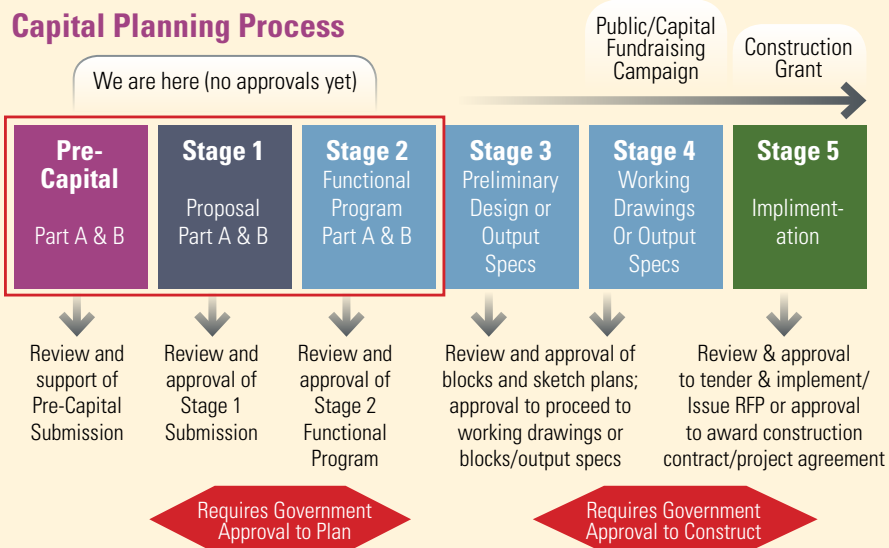 Capital Planning Process
We are here (no approvals yet)
Public/Capital
Fundraising
Campaign
Construction
Grant
Pre-
Capital
Part A & B
Stage 1
Proposal
Part A & B
Stage 2
Functional
Program
Part A & B
Stage 3
Preliminary
Design or
Output
Specs
Stage 4
Working
Drawings
Or Output
Specs
Stage 5
Impliment-
ation
Review and
support of
Pre-Capital
Submission
Review and
approval of
Stage 1
Submission
Review and
approval of
Stage 2
Functional
Program
Review and approval of
blocks and sketch plans;
approval to proceed to
working drawings or
blocks/output specs
Review & approval
to tender & implement/
Issue RFP or approval
to award construction
contract/project agreement
Requires Government
Approval to Plan
Requires Government
Approval to Construct